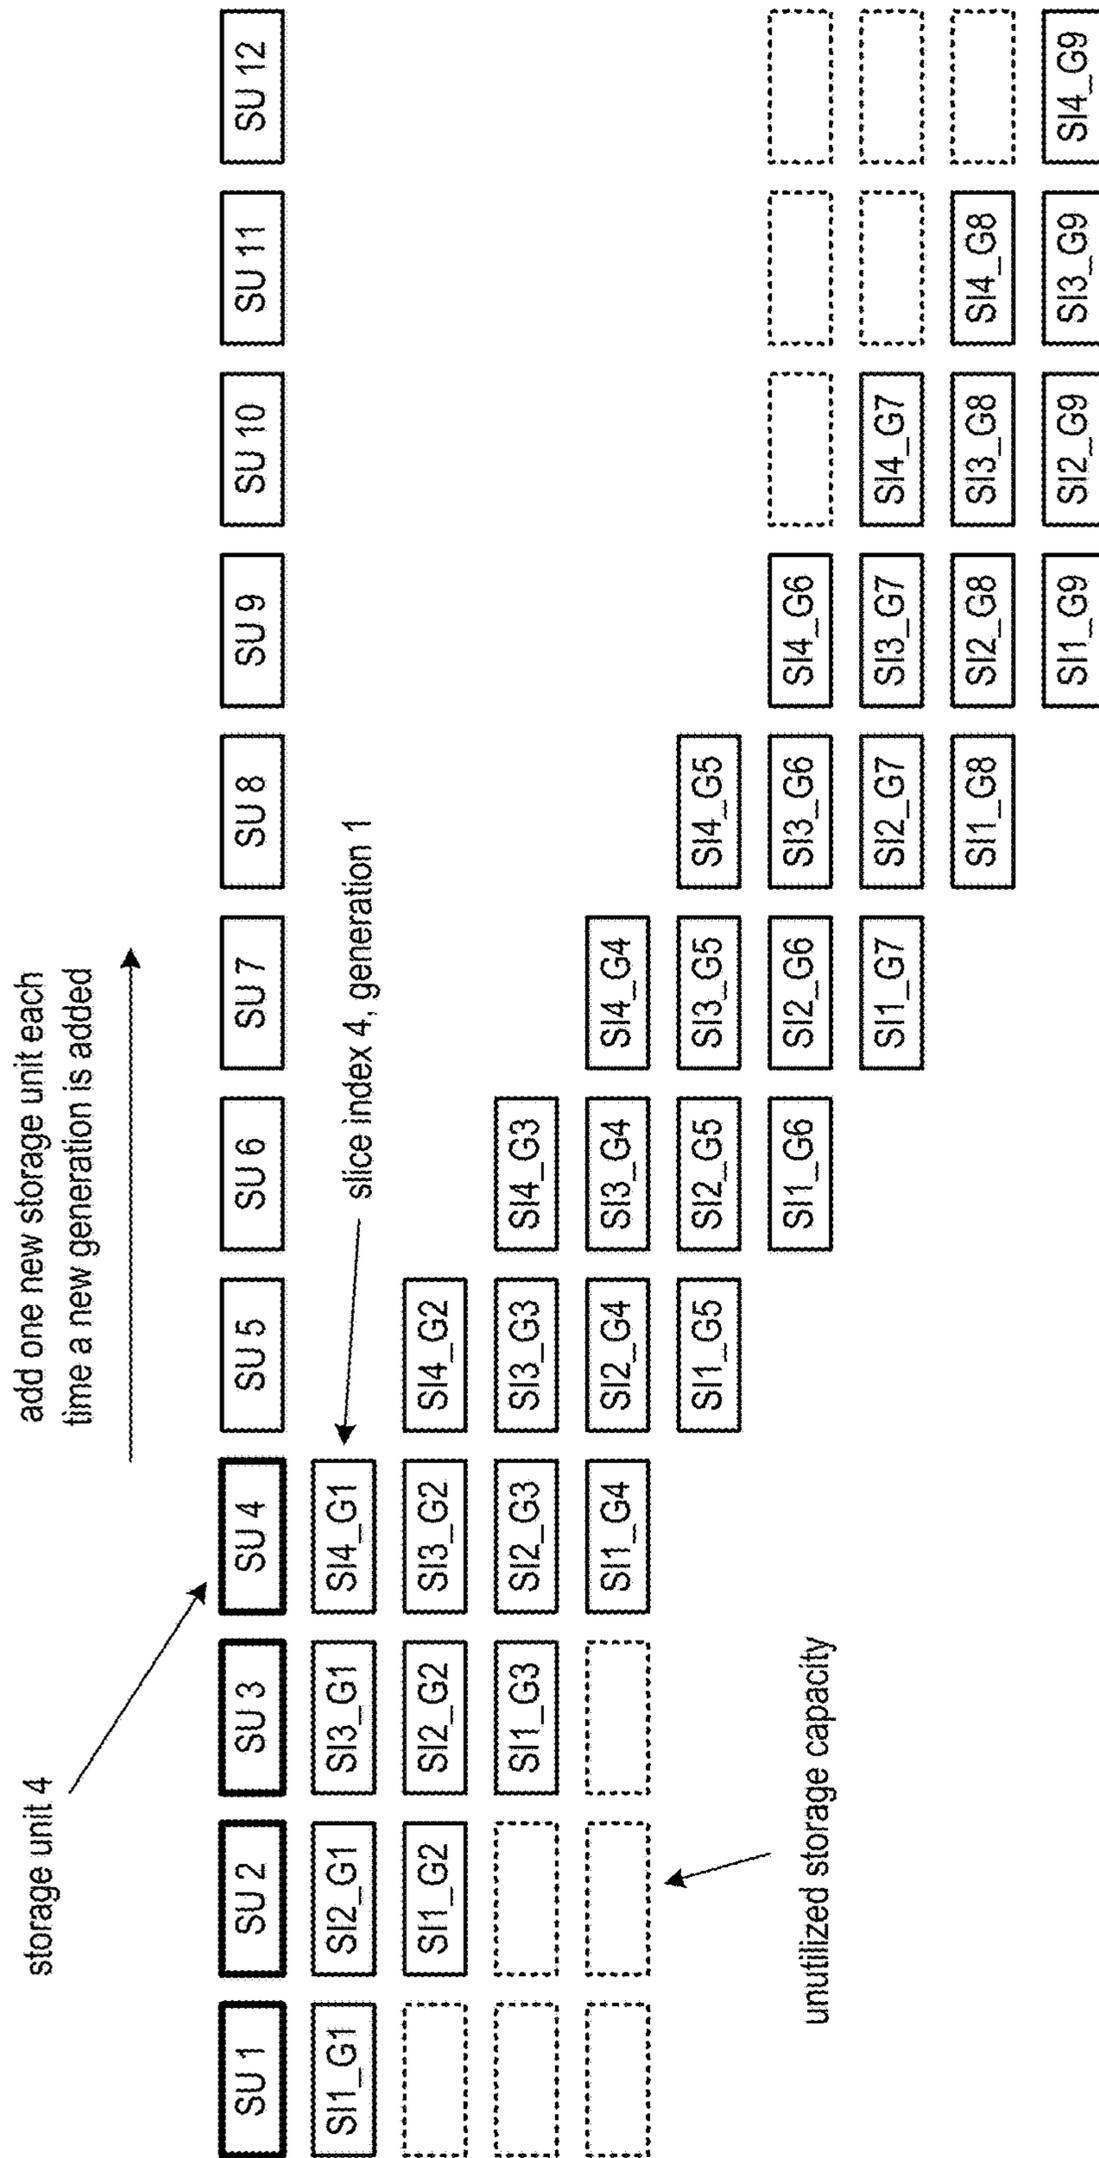 add one new storage unit each
time a new generation is added
storage unit 4
SU 1 SU 2 SU 3 SU 4 SU 5 SU 6 SU 7 SU 8 SU 9 SU 10 SU 11 SU 12
SI1_G1 SI2_G1 SI3_G1 SI4_G1
slice index 4, generation 1
SI1_G2 SI2_G2 SI3_G2 SI4_G2
SI1_G3 SI2_G3 SI3_G3 SI4_G3
SI1_G4 SI2_G4 SI3_G4 SI4_G4
SI1_G5 SI2_G5 SI3_G5 SI4_G5
SI1_G6 SI2_G6 SI3_G6 SI4_G6
unutilized storage capacity
SI1_G7 SI2_G7 SI3_G7 SI4_G7
SI1_G8 SI2_G8 SI3_G8 SI4_G8
SI1_G9 SI2_G9 SI3_G9 SI4_G9